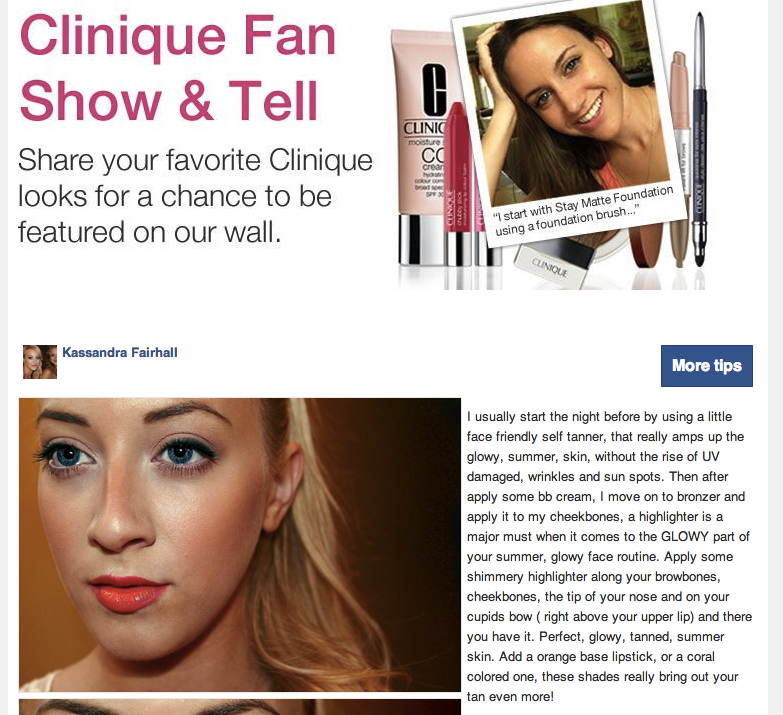 Clinique Fan
Show & Tell
Share your favorite Clinique
looks for a chance to be
featured on our wall.
CLINIQUE
"I start with Stay Matte Foundation
using a foundation brush..."
CLINIQUE
CLINIQUE
Kassandra Fairhall
More tips
I usually start the night before by using a little
face friendly self tanner, that really amps up the
glowy, summer, skin, without the rise of UV
damaged, wrinkles and sun spots. Then after
apply some bb cream, I move on to bronzer and
apply it to my cheekbones, a highlighter is a
major must when it comes to the GLOWY part of
your summer, glowy face routine. Apply some
shimmery highlighter along your browbones,
cheekbones, the tip of your nose and on your
cupids bow ( right above your upper lip) and there
you have it. Perfect, glowy, tanned, summer
skin. Add a orange base lipstick, or a coral
colored one, these shades really bring out your
tan even more!